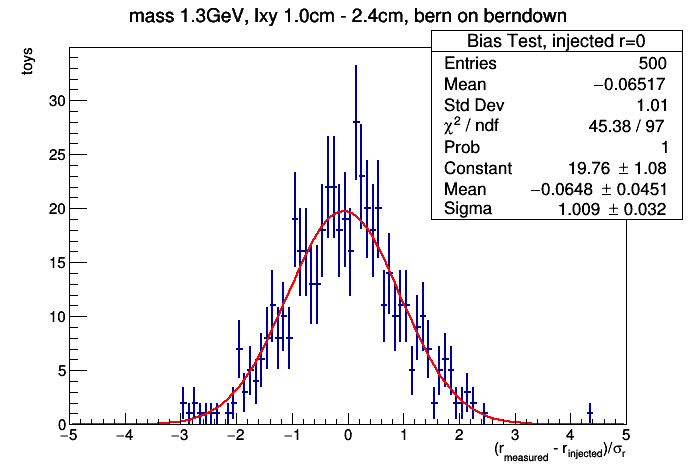 mass 1.3GeV, lxy 1.0cm - 2.4cm, bern on berndown
Bias Test, injected r=0
Entries 500
Mean −0.06517
Std Dev 1.01
χ² / ndf 45.38 / 97
Prob 1
Constant 19.76 ± 1.08
Mean −0.0648 ± 0.0451
Sigma 1.009 ± 0.032
toys
30
25
20
15
10
5
0
−5 −4 −3 −2 −1 0 1 2 3 4 5
(r_measured - r_injected)/σ_r